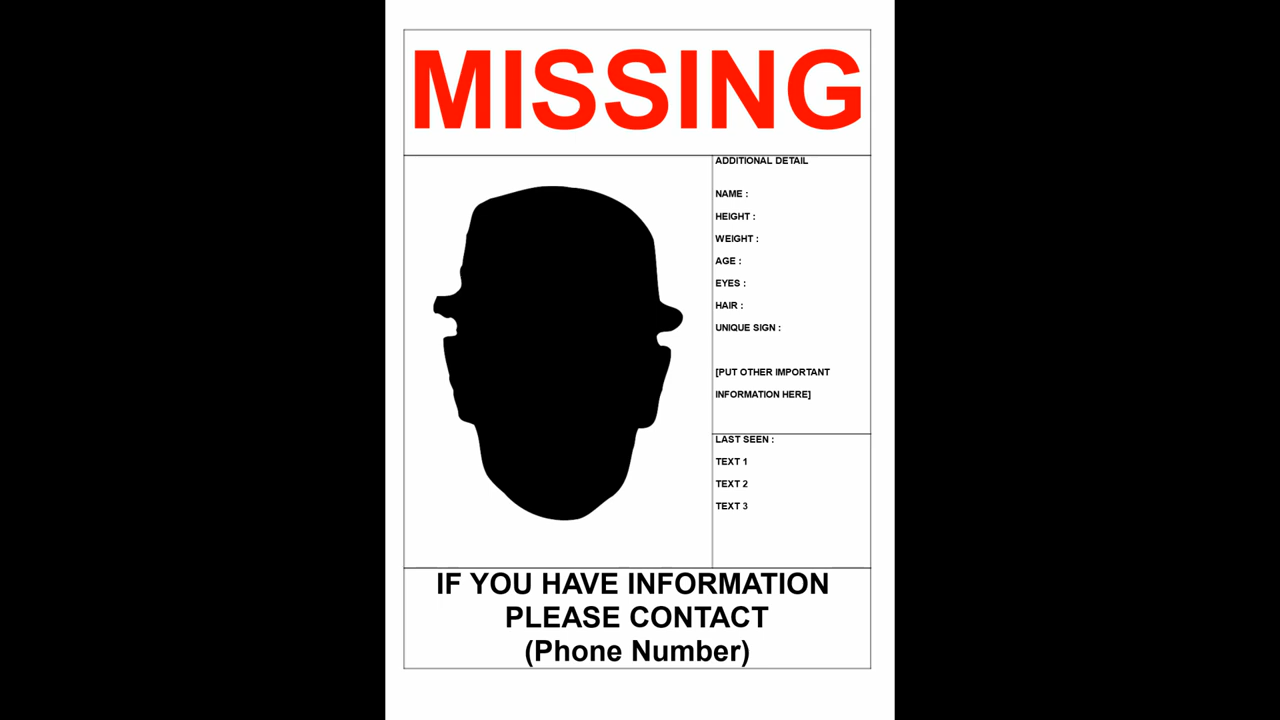 MISSING
ADDITIONAL DETAIL
NAME :
HEIGHT :
WEIGHT :
AGE :
EYES :
HAIR :
UNIQUE SIGN :
[PUT OTHER IMPORTANT
INFORMATION HERE]
LAST SEEN :
TEXT 1
TEXT 2
TEXT 3
IF YOU HAVE INFORMATION
PLEASE CONTACT
(Phone Number)